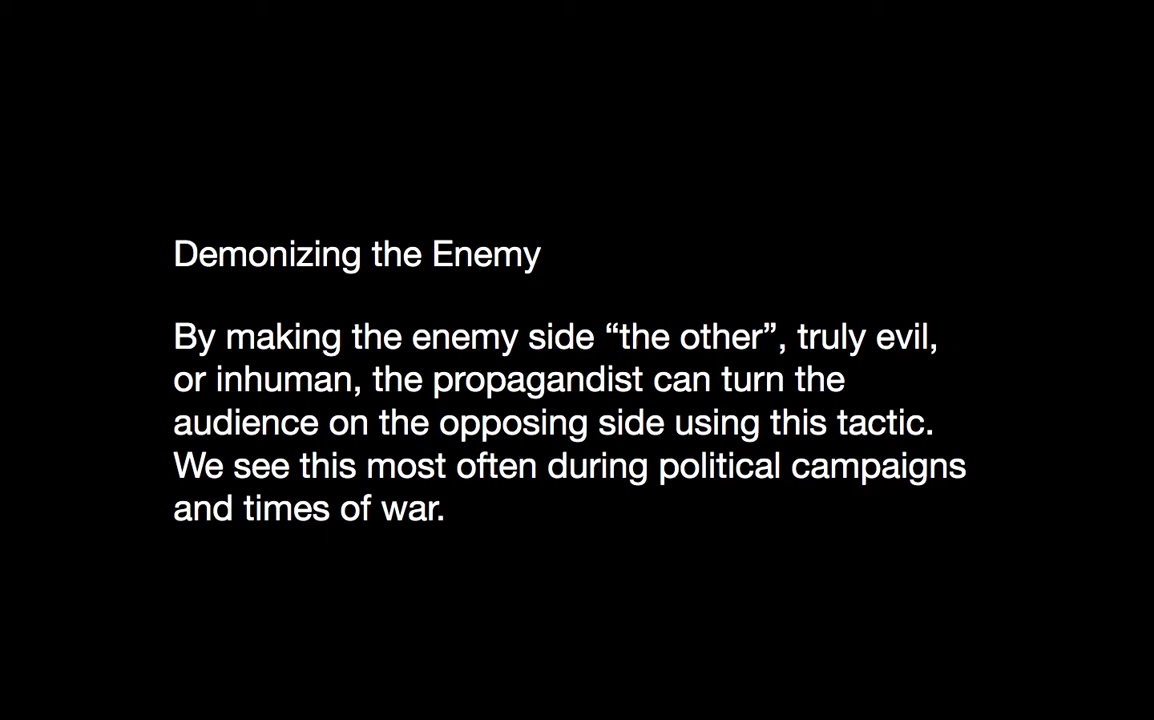 Demonizing the Enemy
By making the enemy side “the other”, truly evil,
or inhuman, the propagandist can turn the
audience on the opposing side using this tactic.
We see this most often during political campaigns
and times of war.